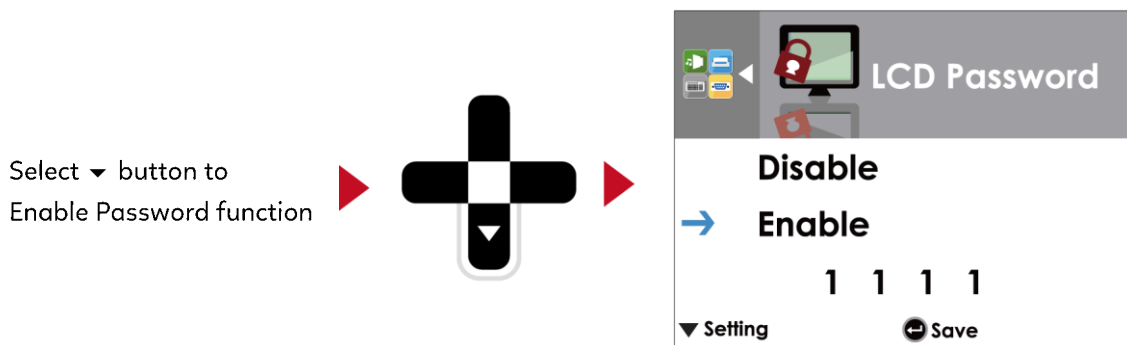 Select ▼ button to
Enable Password function
LCD Password
Disable
→ Enable
1 1 1 1
▼ Setting
Save